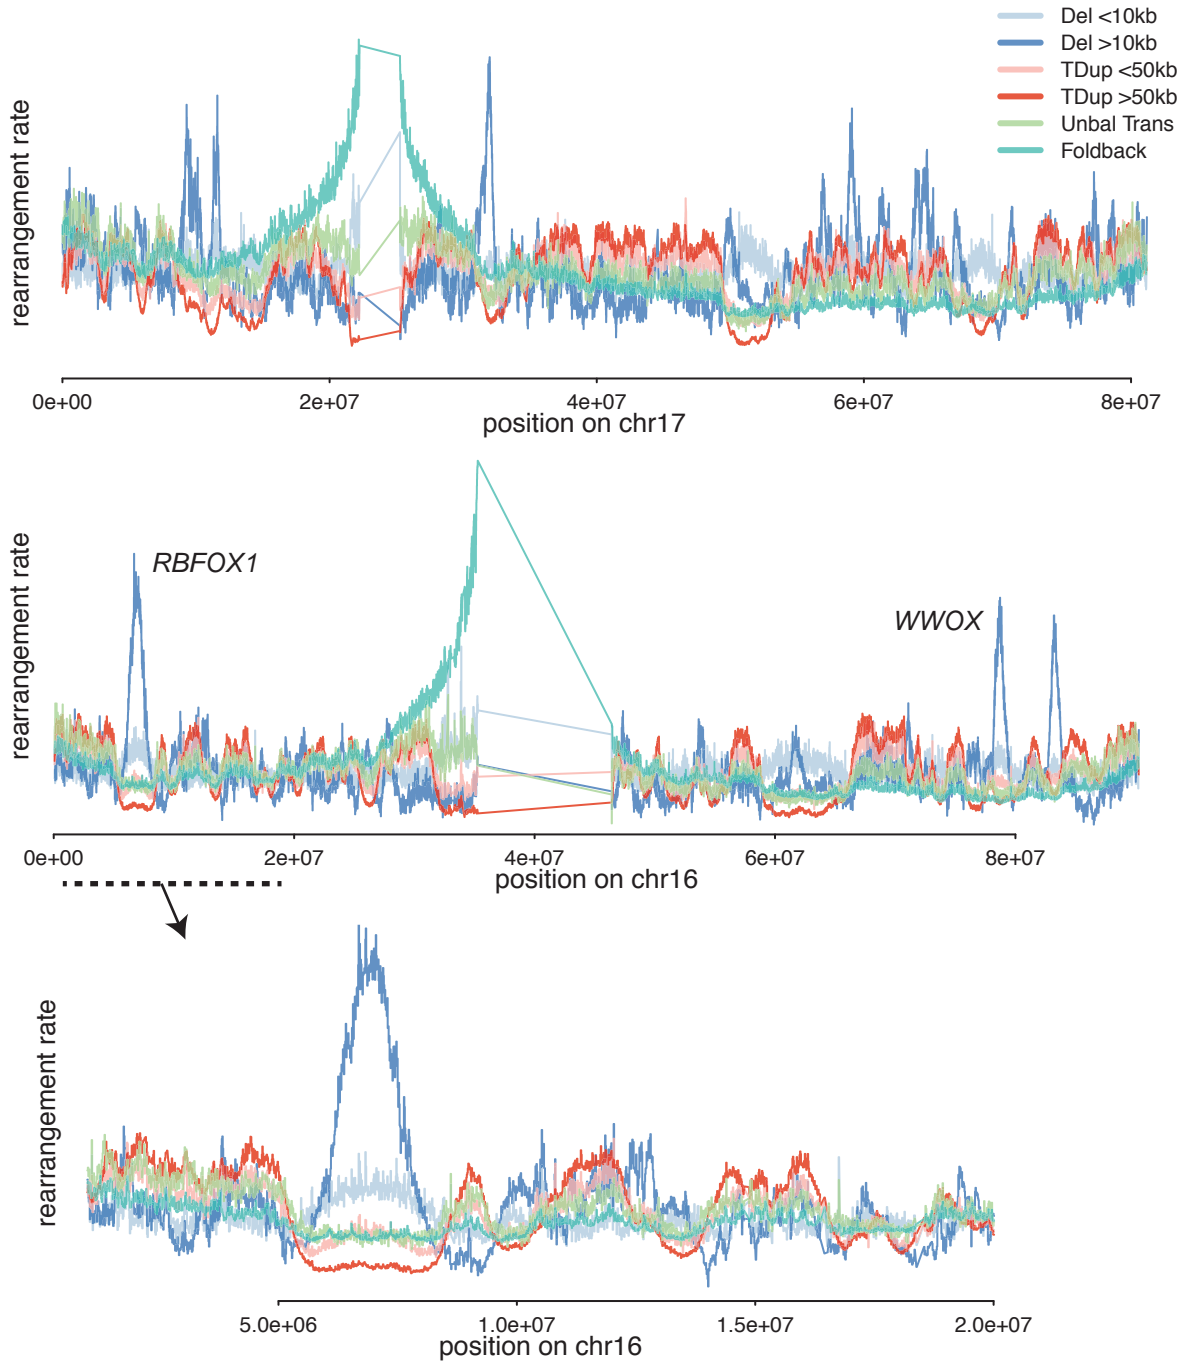 Del <10kb
Del >10kb
TDup <50kb
TDup >50kb
Unbal Trans
Foldback
rearrangement rate
0e+00 2e+07 4e+07 6e+07 8e+07
position on chr17
RBFOX1
WWOX
rearrangement rate
0e+00 2e+07 4e+07 6e+07 8e+07
position on chr16
rearrangement rate
5.0e+06 1.0e+07 1.5e+07 2.0e+07
position on chr16